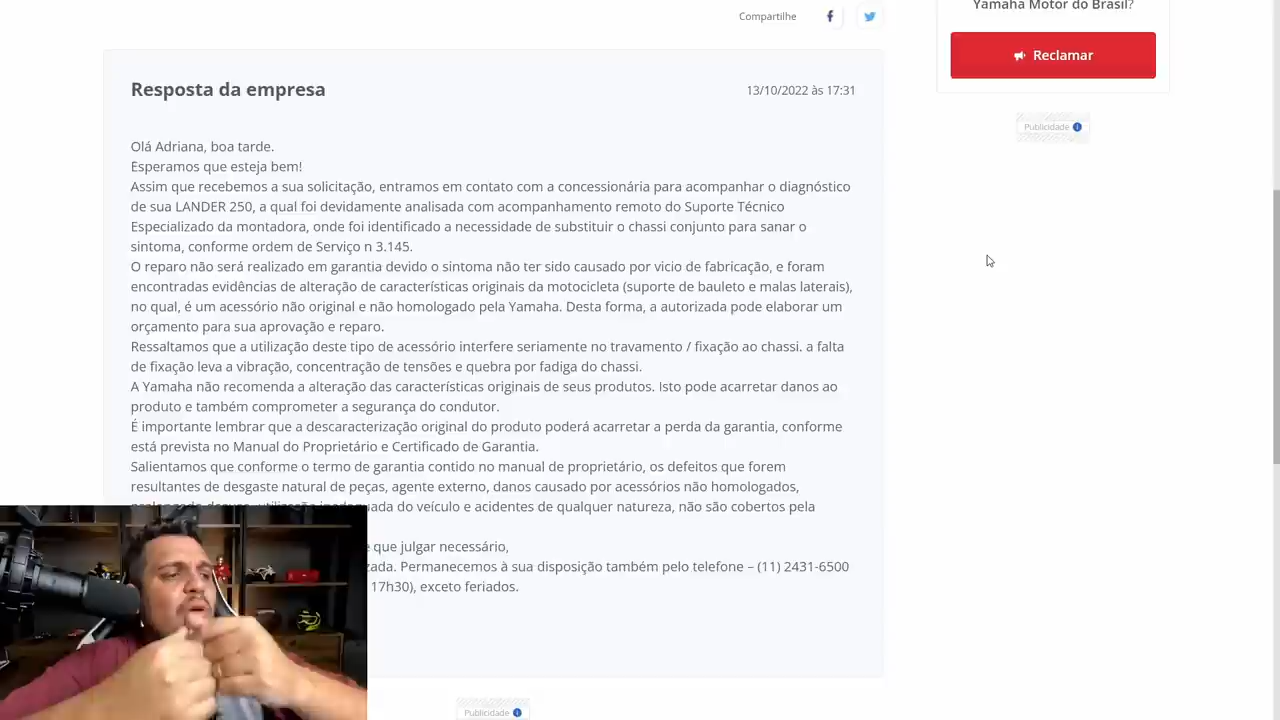 Compartilhe
Yamaha Motor do Brasil?
Reclamar
Publicidade
Resposta da empresa
13/10/2022 às 17:31
Olá Adriana, boa tarde.
Esperamos que esteja bem!
Assim que recebemos a sua solicitação, entramos em contato com a concessionária para acompanhar o diagnóstico
de sua LANDER 250, a qual foi devidamente analisada com acompanhamento remoto do Suporte Técnico
Especializado da montadora, onde foi identificado a necessidade de substituir o chassi conjunto para sanar o
sintoma, conforme ordem de Serviço n 3.145.
O reparo não será realizado em garantia devido o sintoma não ter sido causado por vicio de fabricação, e foram
encontradas evidências de alteração de características originais da motocicleta (suporte de bauleto e malas laterais),
no qual, é um acessório não original e não homologado pela Yamaha. Desta forma, a autorizada pode elaborar um
orçamento para sua aprovação e reparo.
Ressaltamos que a utilização deste tipo de acessório interfere seriamente no travamento / fixação ao chassi. a falta
de fixação leva a vibração, concentração de tensões e quebra por fadiga do chassi.
A Yamaha não recomenda a alteração das características originais de seus produtos. Isto pode acarretar danos ao
produto e também comprometer a segurança do condutor.
É importante lembrar que a descaracterização original do produto poderá acarretar a perda da garantia, conforme
está prevista no Manual do Proprietário e Certificado de Garantia.
Salientamos que conforme o termo de garantia contido no manual de proprietário, os defeitos que forem
resultantes de desgaste natural de peças, agente externo, danos causado por acessórios não homologados,
do veículo e acidentes de qualquer natureza, não são cobertos pela
que julgar necessário,
Permanecemos à sua disposição também pelo telefone – (11) 2431-6500
17h30), exceto feriados.
Publicidade